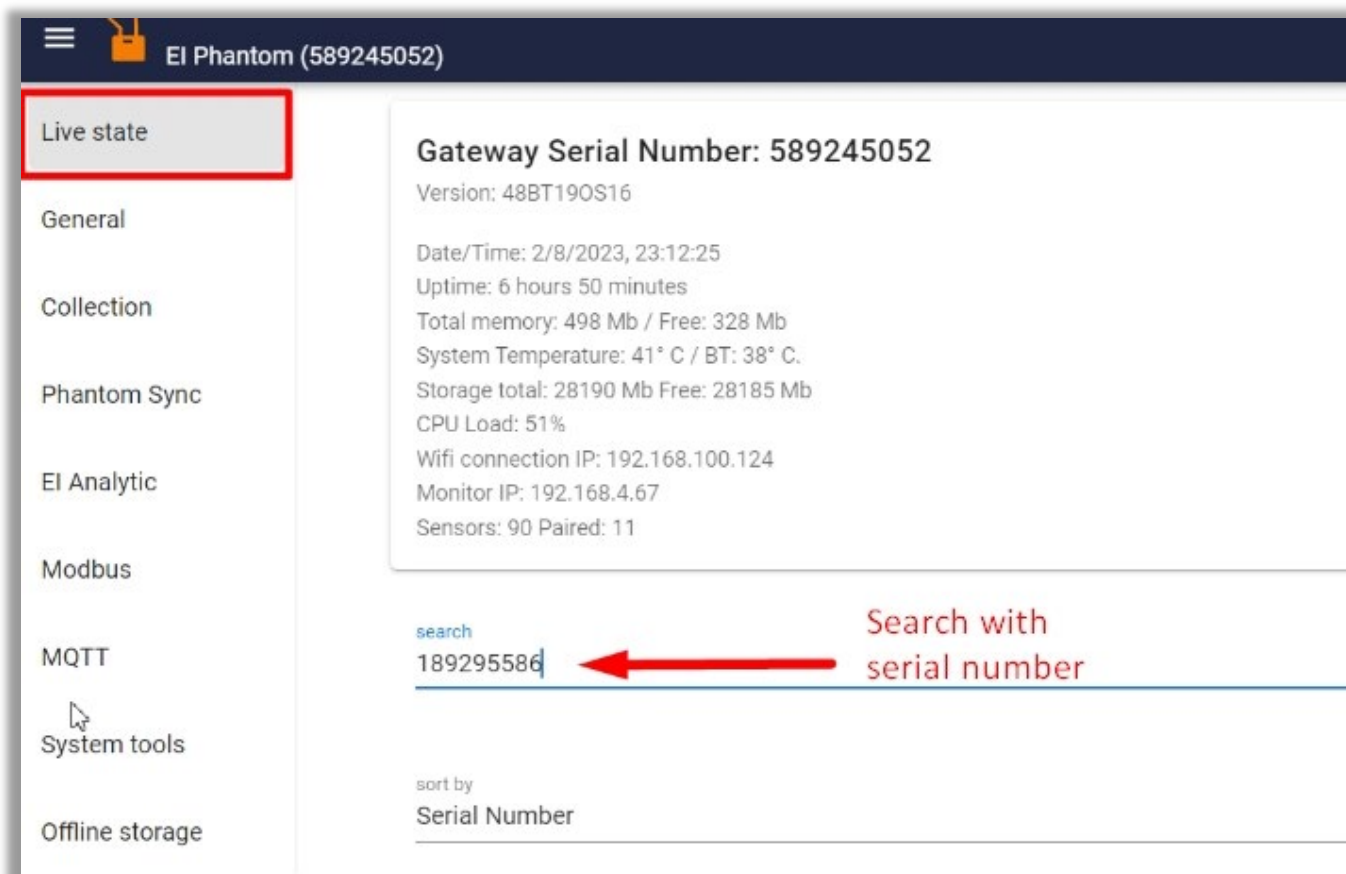 EI Phantom (589245052)
Live state
General
Collection
Phantom Sync
EI Analytic
Modbus
MQTT
System tools
Offline storage
Gateway Serial Number: 589245052
Version: 48BT19OS16
Date/Time: 2/8/2023, 23:12:25
Uptime: 6 hours 50 minutes
Total memory: 498 Mb / Free: 328 Mb
System Temperature: 41° C / BT: 38° C.
Storage total: 28190 Mb Free: 28185 Mb
CPU Load: 51%
Wifi connection IP: 192.168.100.124
Monitor IP: 192.168.4.67
Sensors: 90 Paired: 11
search
189295586
Search with
serial number
sort by
Serial Number